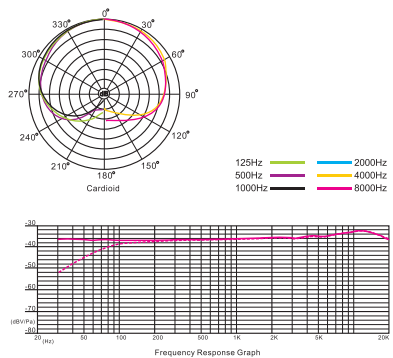 0°
330° 30°
300° 60°
270° 90°
240° 120°
210° 150°
180°
Cardioid
125Hz 2000Hz
500Hz 4000Hz
1000Hz 8000Hz
-30
-40
-50
-60
-70
(dBV/Pa)
-80
20 (Hz) 50 100 200 500 1K 2K 5K 20K
Frequency Response Graph